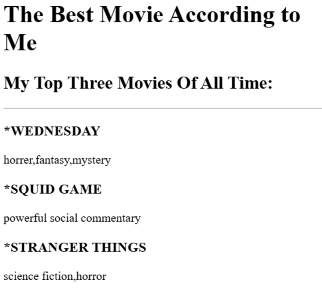 The Best Movie According to
Me
My Top Three Movies Of All Time:
*WEDNESDAY
horrer,fantasy,mystery
*SQUID GAME
powerful social commentary
*STRANGER THINGS
science fiction,horror